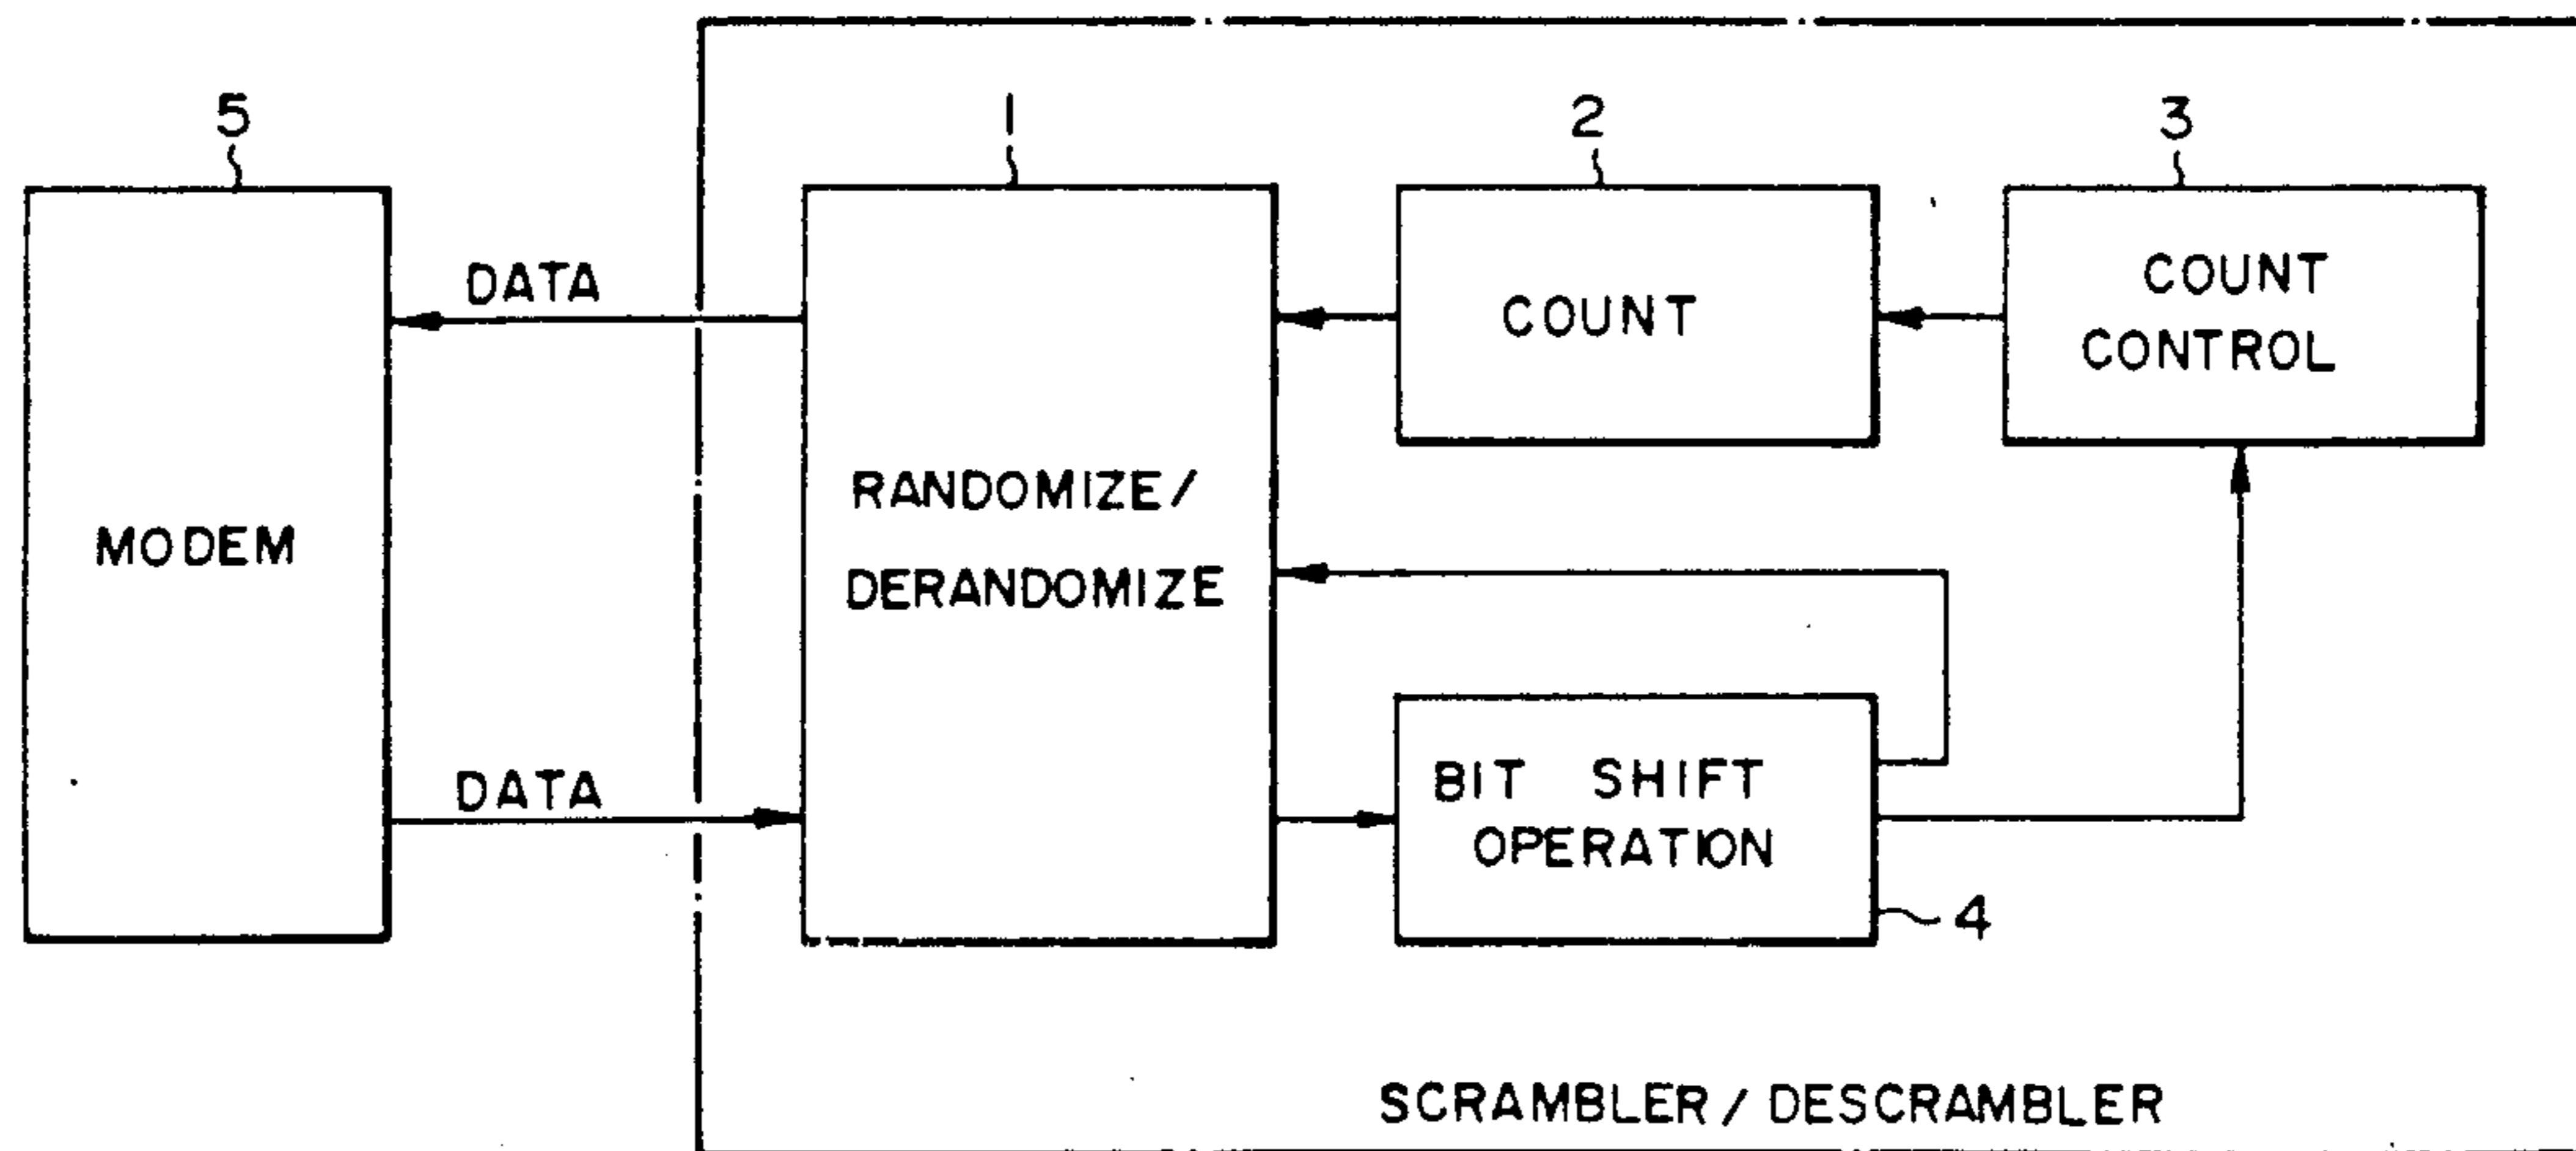 5
1
2
3
DATA
COUNT
COUNT
CONTROL
RANDOMIZE/
DERANDOMIZE
MODEM
DATA
BIT SHIFT
OPERATION
4
SCRAMBLER / DESCRAMBLER